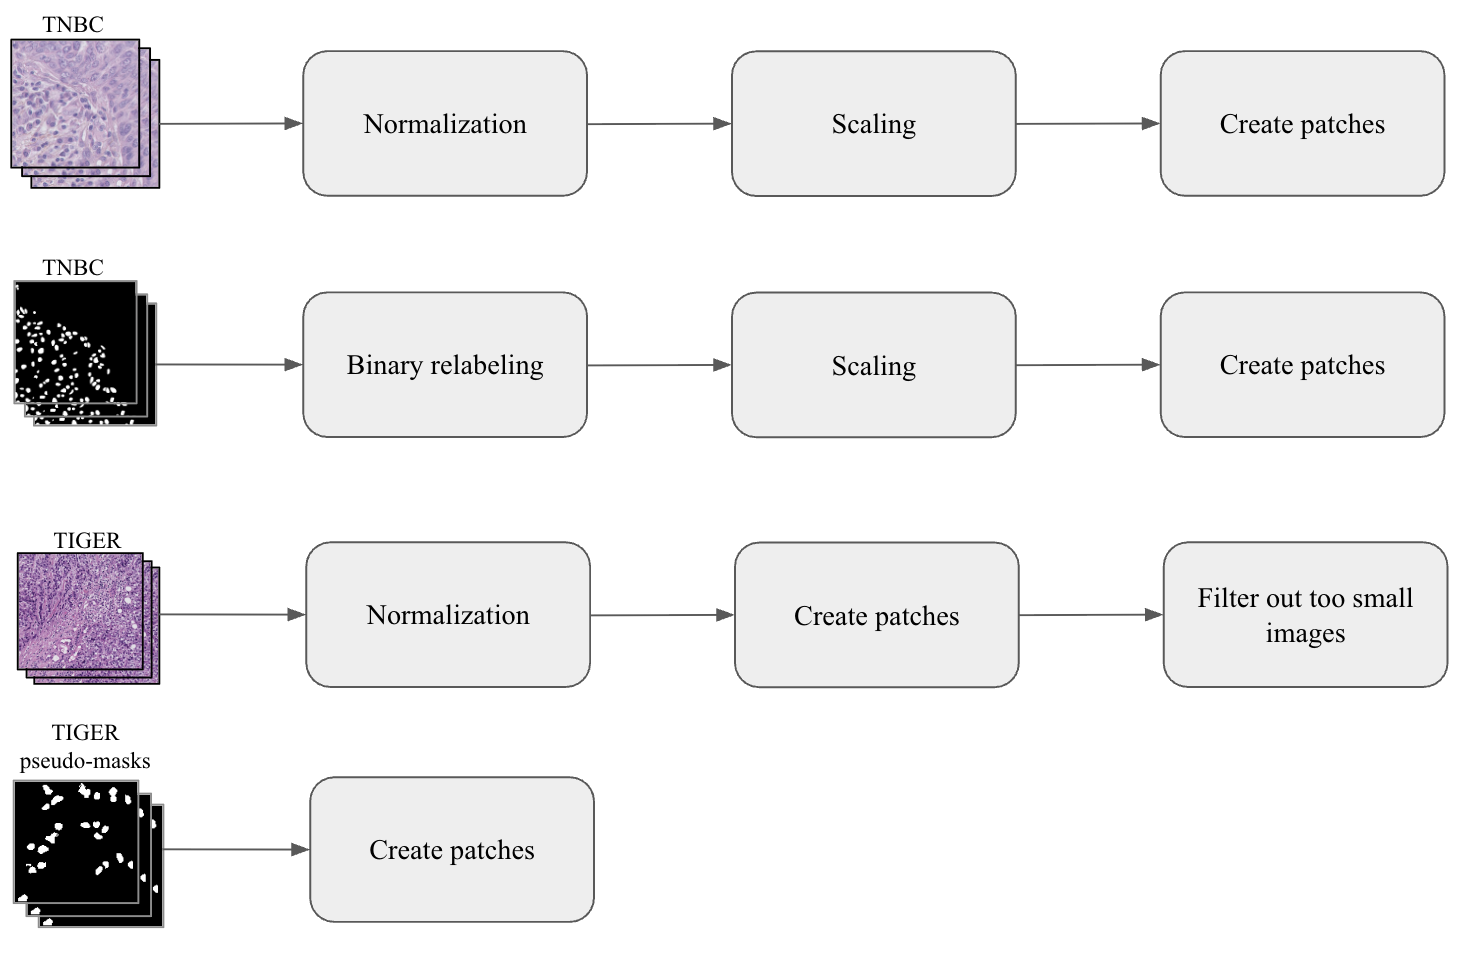 TNBC
Normalization
Scaling
Create patches
TNBC
Binary relabeling
Scaling
Create patches
TIGER
Normalization
Create patches
Filter out too small
images
TIGER
pseudo-masks
Create patches